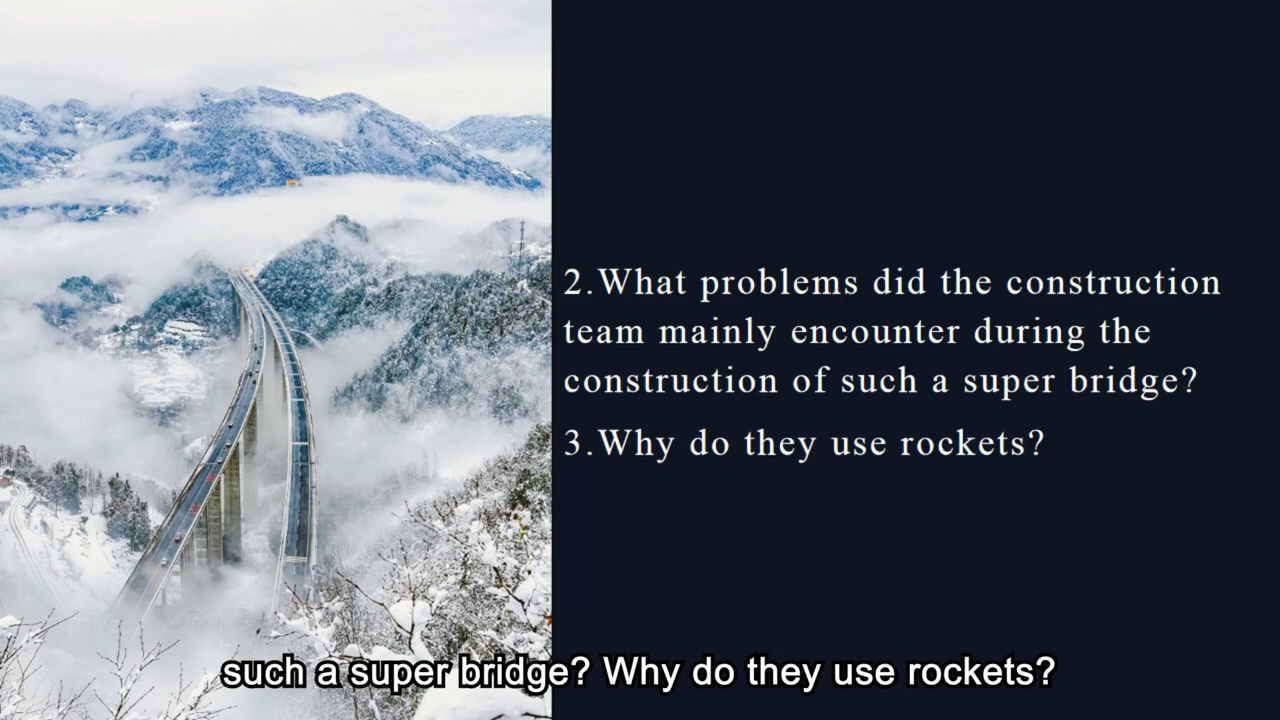 2.What problems did the construction
team mainly encounter during the
construction of such a super bridge?
3.Why do they use rockets?
such a super bridge? Why do they use rockets?